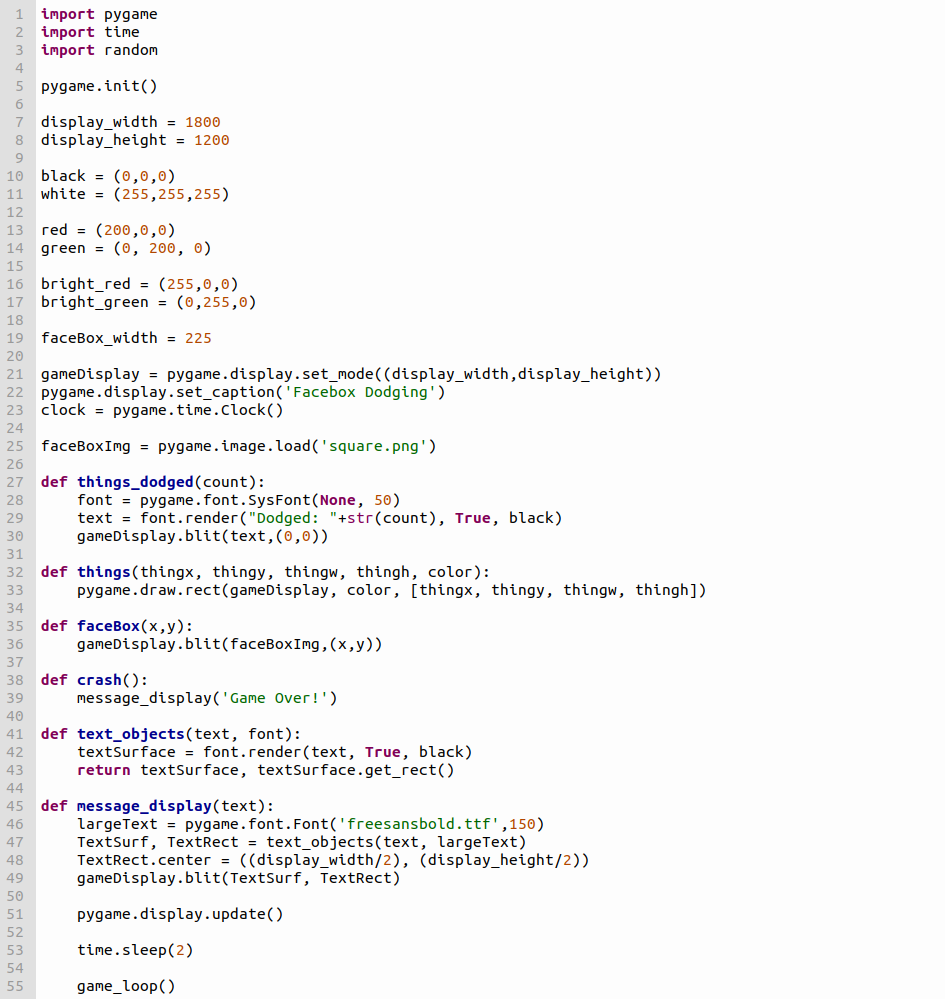 1 import pygame
2 import time
3 import random
4
5 pygame.init()
6
7 display_width = 1800
8 display_height = 1200
9
10 black = (0,0,0)
11 white = (255,255,255)
12
13 red = (200,0,0)
14 green = (0, 200, 0)
15
16 bright_red = (255,0,0)
17 bright_green = (0,255,0)
18
19 faceBox_width = 225
20
21 gameDisplay = pygame.display.set_mode((display_width,display_height))
22 pygame.display.set_caption('Facebox Dodging')
23 clock = pygame.time.Clock()
24
25 faceBoxImg = pygame.image.load('square.png')
26
27 def things_dodged(count):
28     font = pygame.font.SysFont(None, 50)
29     text = font.render("Dodged: "+str(count), True, black)
30     gameDisplay.blit(text,(0,0))
31
32 def things(thingx, thingy, thingw, thingh, color):
33     pygame.draw.rect(gameDisplay, color, [thingx, thingy, thingw, thingh])
34
35 def faceBox(x,y):
36     gameDisplay.blit(faceBoxImg,(x,y))
37
38 def crash():
39     message_display('Game Over!')
40
41 def text_objects(text, font):
42     textSurface = font.render(text, True, black)
43     return textSurface, textSurface.get_rect()
44
45 def message_display(text):
46     largeText = pygame.font.Font('freesansbold.ttf',150)
47     TextSurf, TextRect = text_objects(text, largeText)
48     TextRect.center = ((display_width/2), (display_height/2))
49     gameDisplay.blit(TextSurf, TextRect)
50
51     pygame.display.update()
52
53     time.sleep(2)
54
55     game_loop()